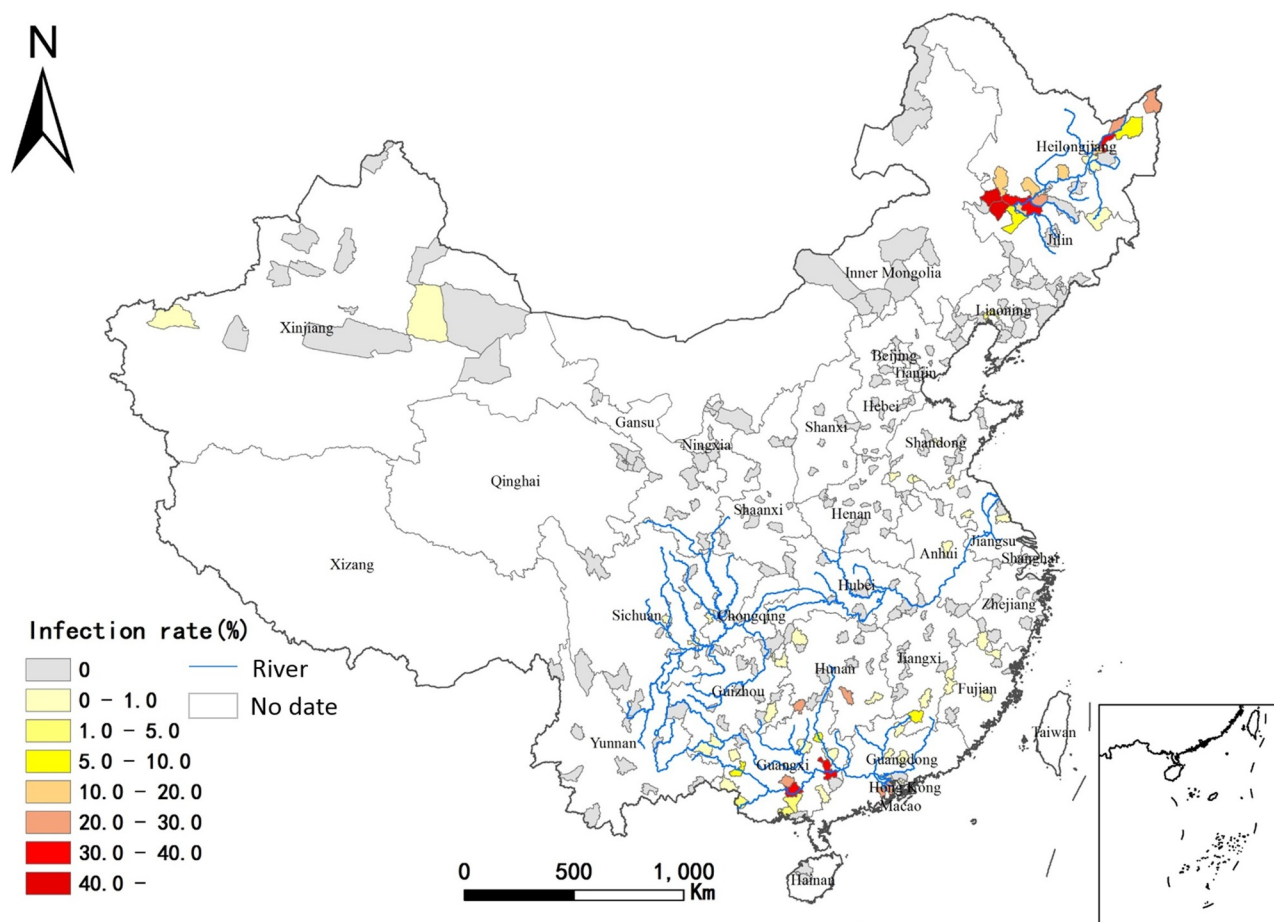 N
Heilongjiang
Jilin
Inner Mongolia
Liaoning
Xinjiang
Beijing
Tianjin
Hebei
Gansu
Shanxi
Ningxia
Shandong
Qinghai
Shaanxi
Henan
Jiangsu
Anhui
Shanghai
Xizang
Hubei
Zhejiang
Sichuan
Chongqing
Hunan
Jiangxi
Guizhou
Fujian
Yunnan
Taiwan
Guangxi
Guangdong
Hong Kong
Macao
Hainan
Infection rate(%)
0
River
0 - 1.0
No date
1.0 - 5.0
5.0 - 10.0
10.0 - 20.0
20.0 - 30.0
30.0 - 40.0
40.0 -
0 500 1,000
Km